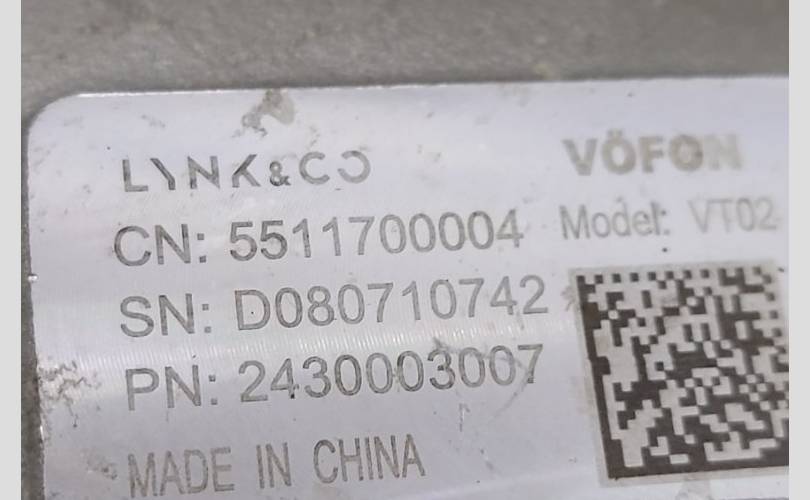 LYNK&CO
VÖFON
CN: 5511700004
Model: VT02
SN: D080710742
PN: 2430003007
MADE IN CHINA